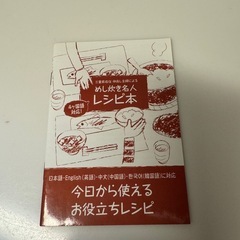 めし炊き名人
レシピ本
4ヶ国語
対応!
日本語・English(英語)・中文(中国語)・한국어(韓国語)に対応
今日から使える
お役立ちレシピ